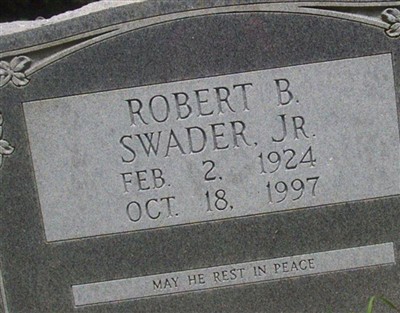 ROBERT B.
SWADER, JR.
FEB. 2, 1924
OCT. 18, 1997
MAY HE REST IN PEACE